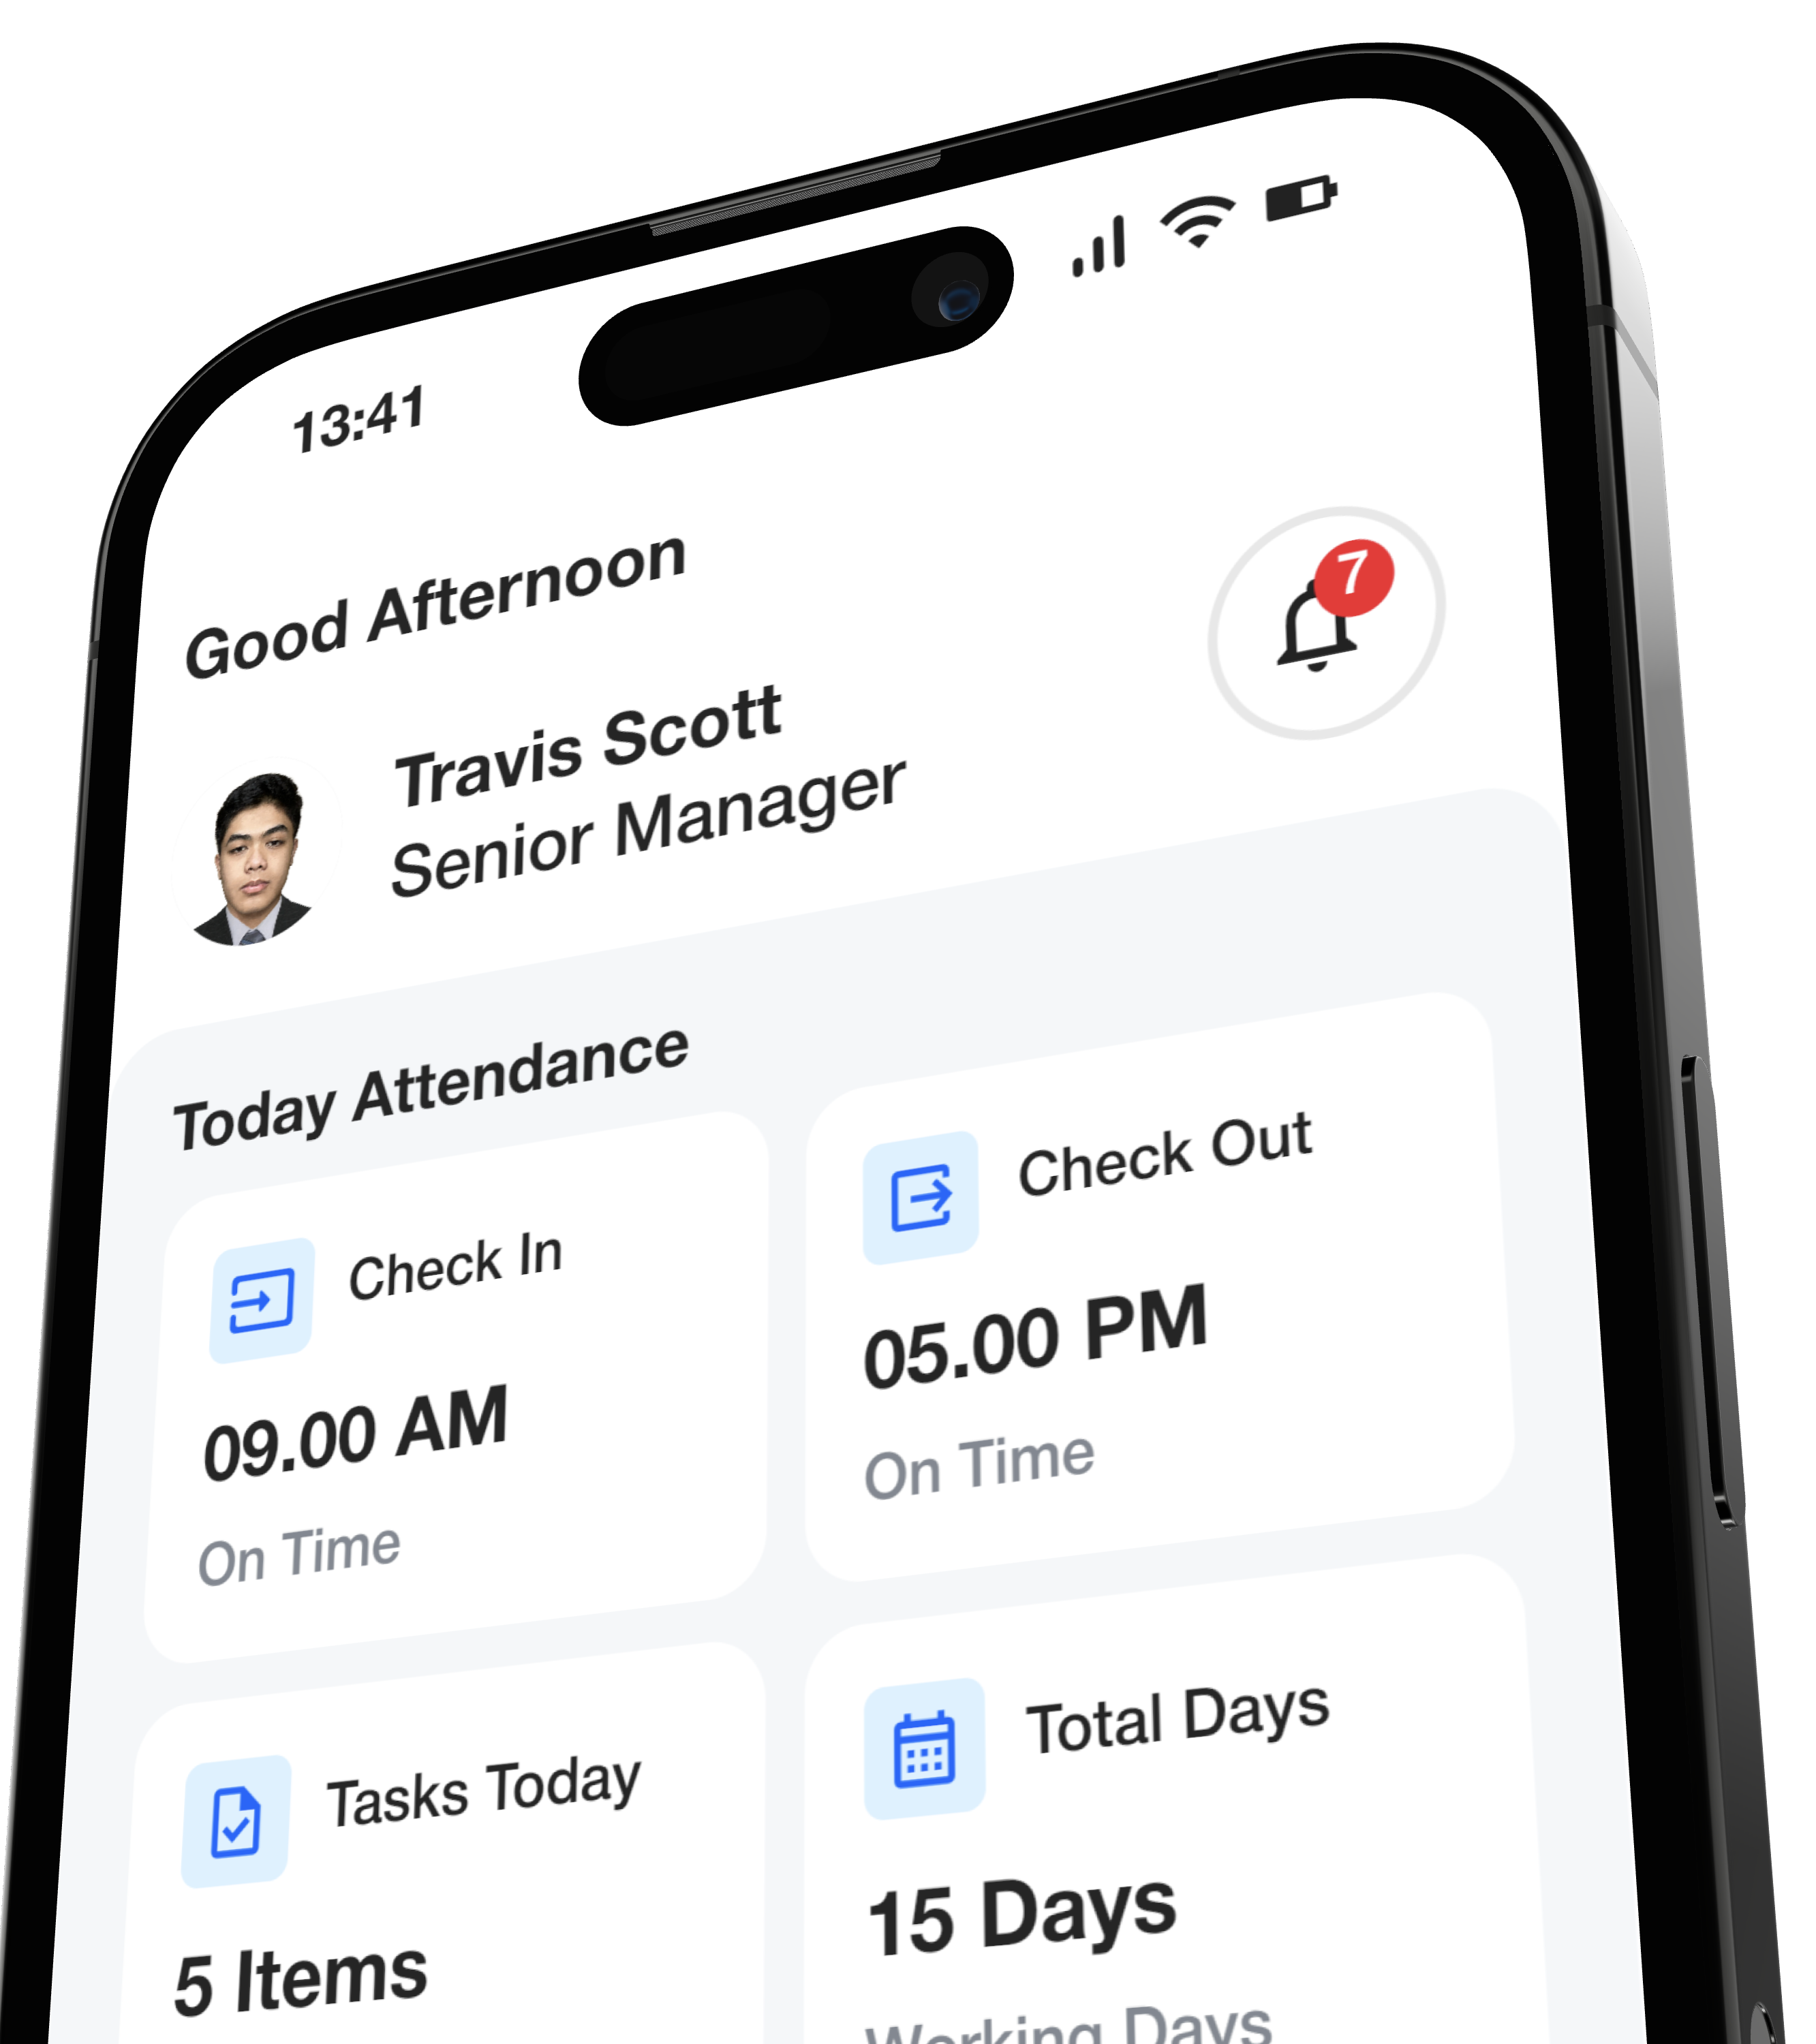 13:41
Good Afternoon
7
Travis Scott
Senior Manager
Today Attendance
Check In
09.00 AM
On Time
Check Out
05.00 PM
On Time
Tasks Today
5 Items
Total Days
15 Days
Working Days